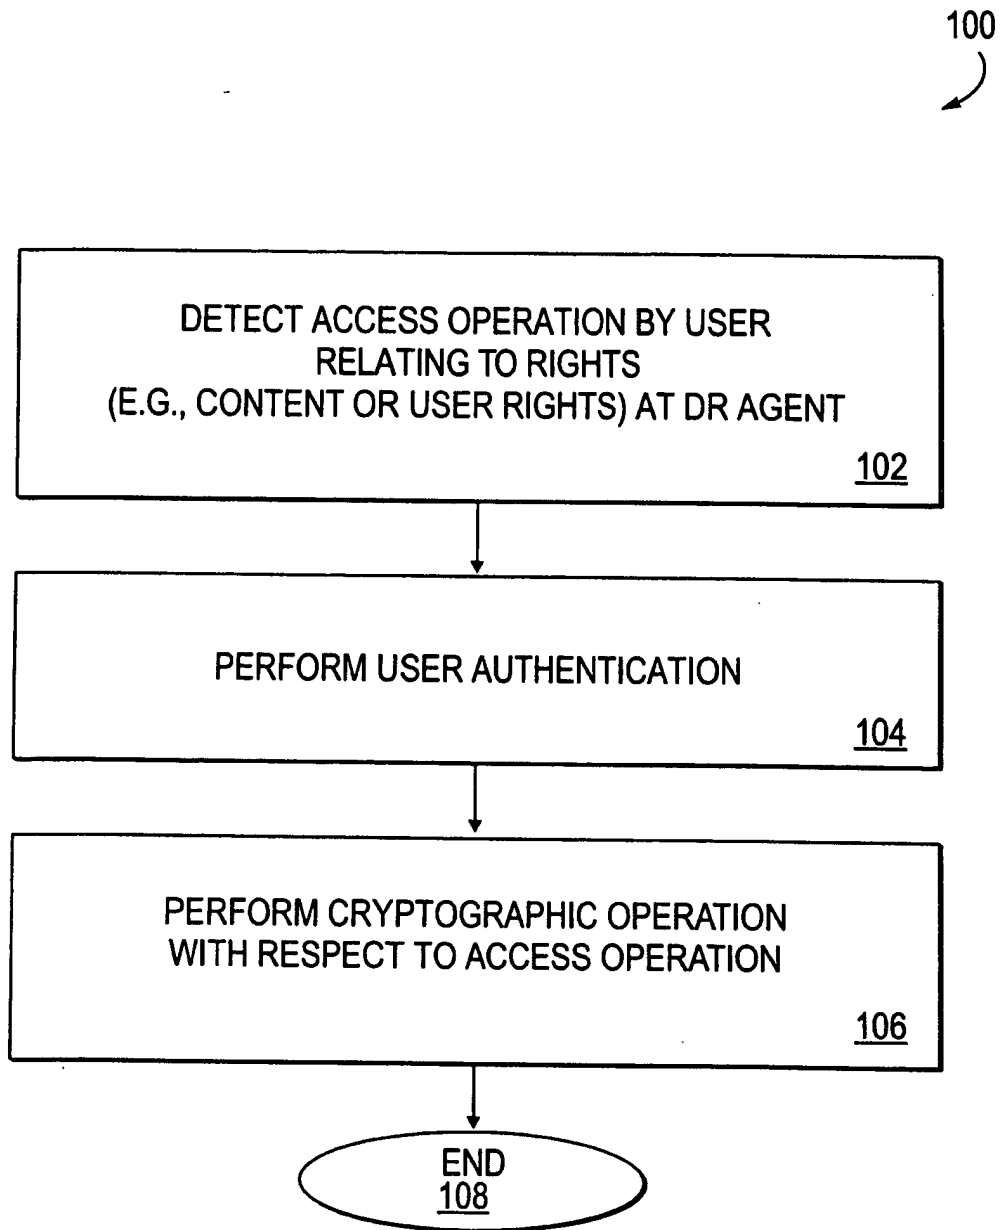 100
DETECT ACCESS OPERATION BY USER
RELATING TO RIGHTS
(E.G., CONTENT OR USER RIGHTS) AT DR AGENT
102
PERFORM USER AUTHENTICATION
104
PERFORM CRYPTOGRAPHIC OPERATION
WITH RESPECT TO ACCESS OPERATION
106
END
108